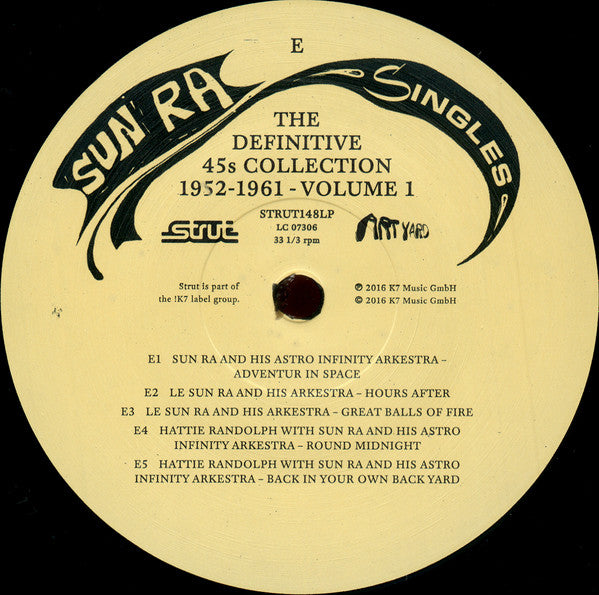 E
SUN RA
SINGLES
THE
DEFINITIVE
45s COLLECTION
1952-1961 - VOLUME 1
STRUT148LP
LC 07306
33 1/3 rpm
Strut
ART YARD
Strut is part of
the !K7 label group.
℗ 2016 K7 Music GmbH
© 2016 K7 Music GmbH
E1 SUN RA AND HIS ASTRO INFINITY ARKESTRA –
ADVENTUR IN SPACE
E2 LE SUN RA AND HIS ARKESTRA – HOURS AFTER
E3 LE SUN RA AND HIS ARKESTRA – GREAT BALLS OF FIRE
E4 HATTIE RANDOLPH WITH SUN RA AND HIS ASTRO
INFINITY ARKESTRA – ROUND MIDNIGHT
E5 HATTIE RANDOLPH WITH SUN RA AND HIS ASTRO
INFINITY ARKESTRA – BACK IN YOUR OWN BACK YARD